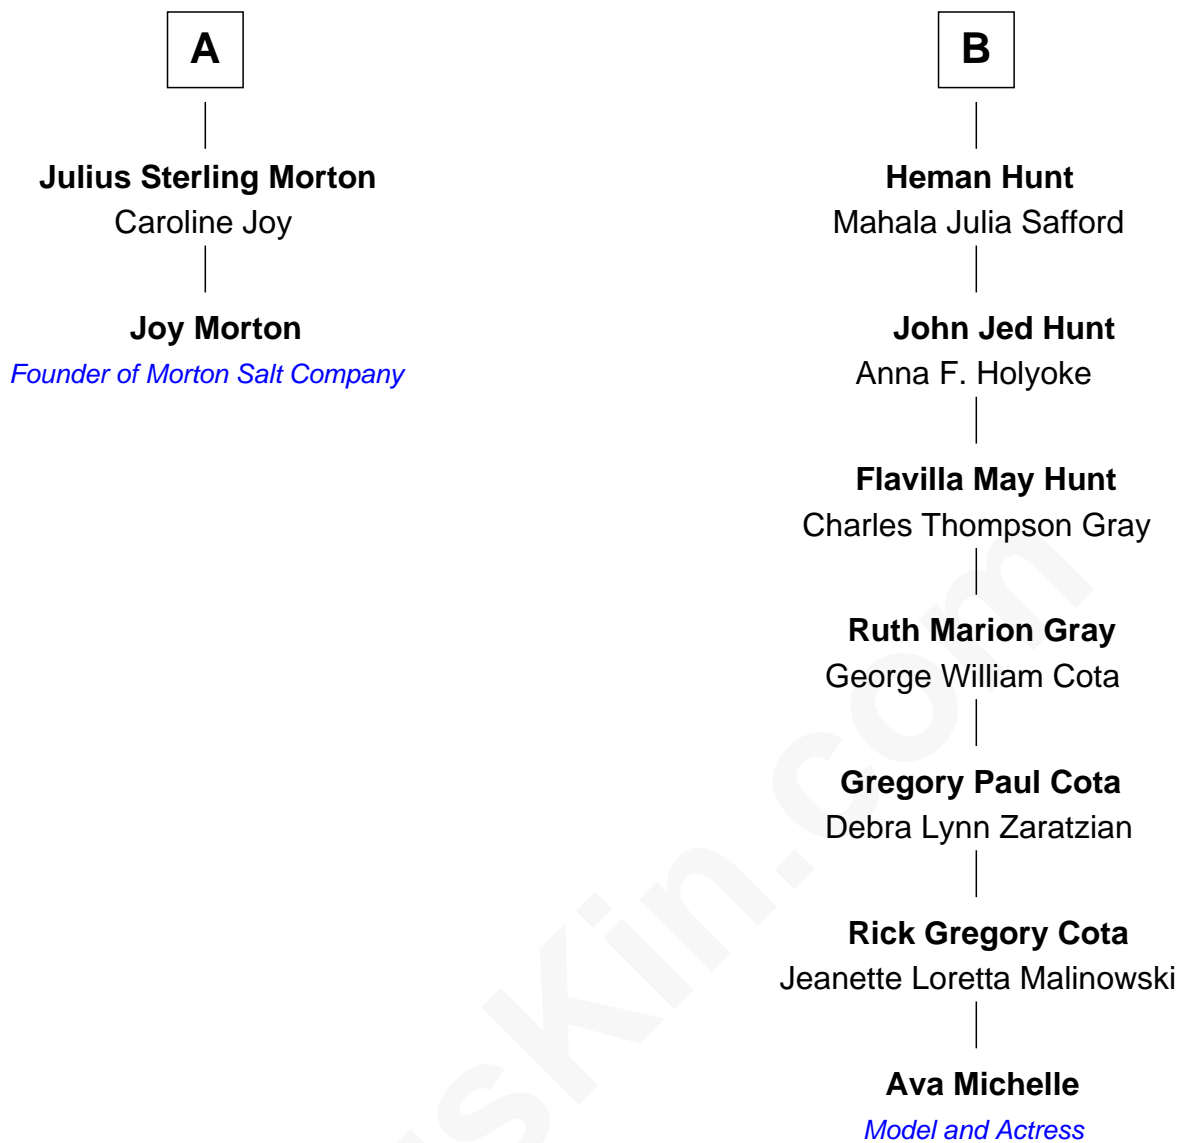 A
Julius Sterling Morton
Caroline Joy
Joy Morton
Founder of Morton Salt Company
B
Heman Hunt
Mahala Julia Safford
John Jed Hunt
Anna F. Holyoke
Flavilla May Hunt
Charles Thompson Gray
Ruth Marion Gray
George William Cota
Gregory Paul Cota
Debra Lynn Zaratzian
Rick Gregory Cota
Jeanette Loretta Malinowski
Ava Michelle
Model and Actress
usKin.com